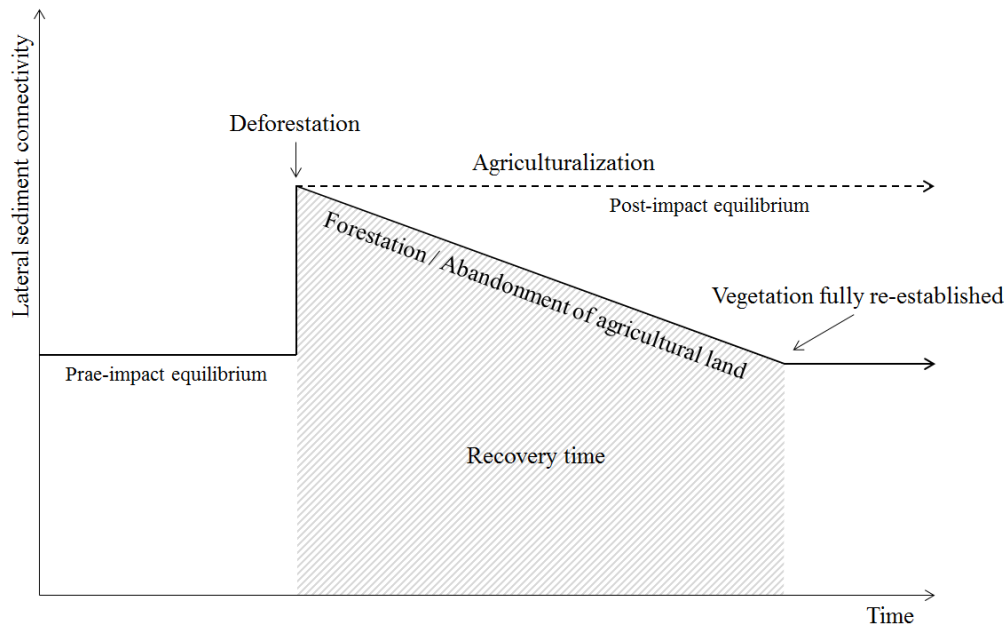 Lateral sediment connectivity
Deforestation
Agriculturalization
Post-impact equilibrium
Forestation / Abandonment of agricultural land
Vegetation fully re-established
Prae-impact equilibrium
Recovery time
Time